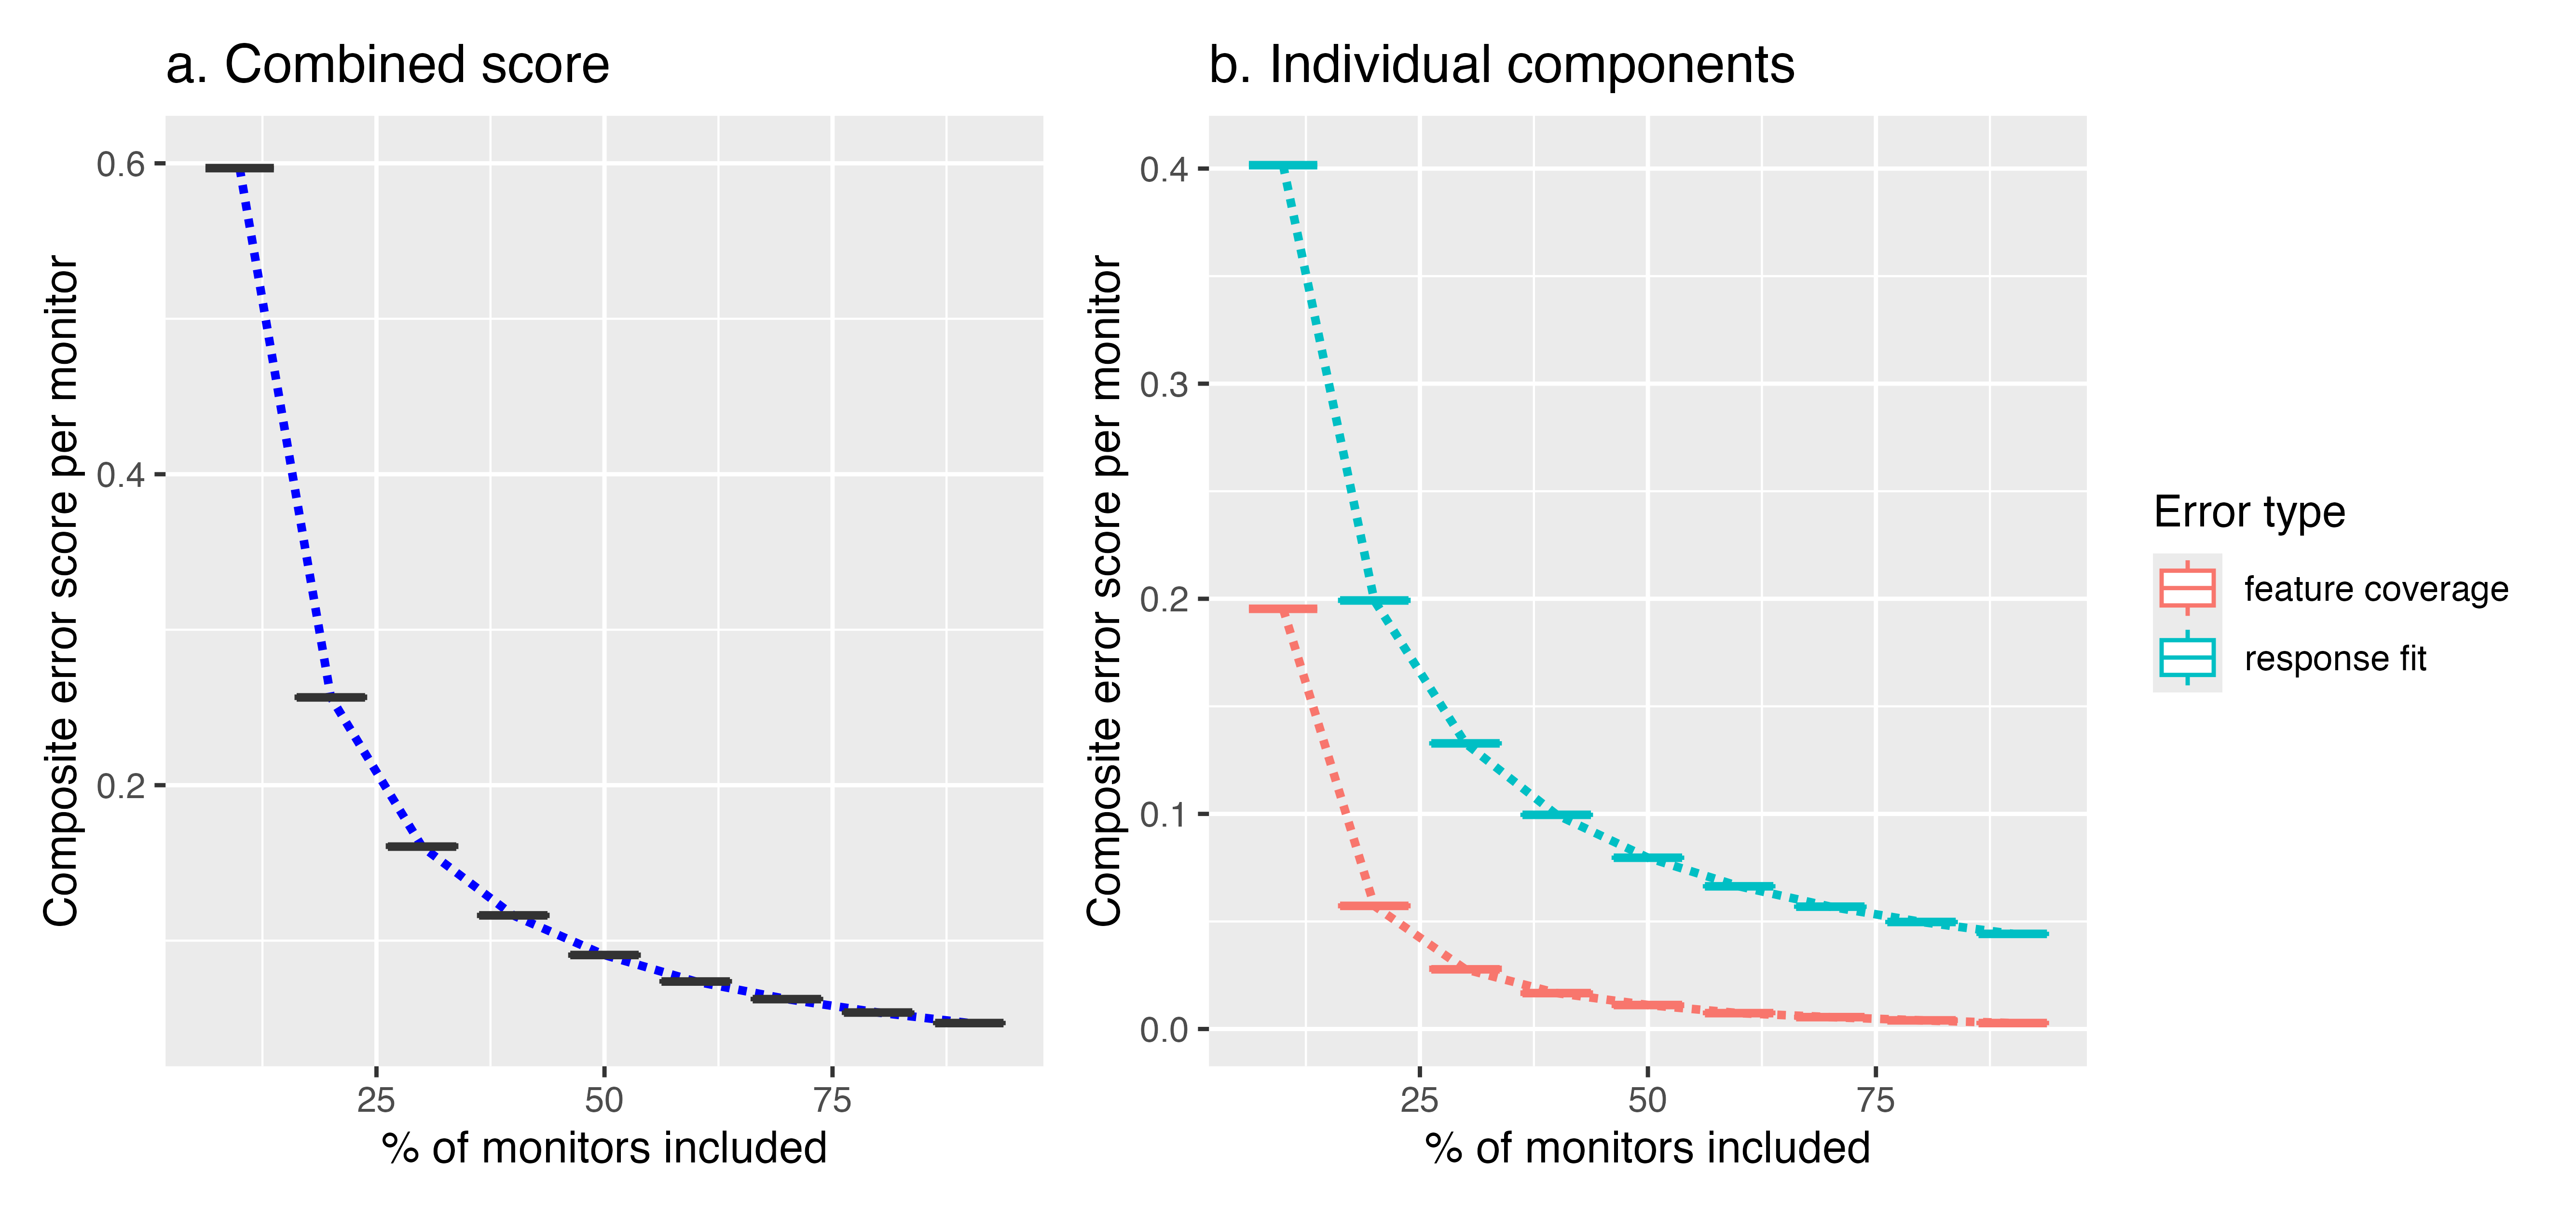 a. Combined score
Composite error score per monitor
0.6
0.4
0.2
25
50
75
% of monitors included
b. Individual components
Composite error score per monitor
0.4
0.3
0.2
0.1
0.0
25
50
75
% of monitors included
Error type
feature coverage
response fit